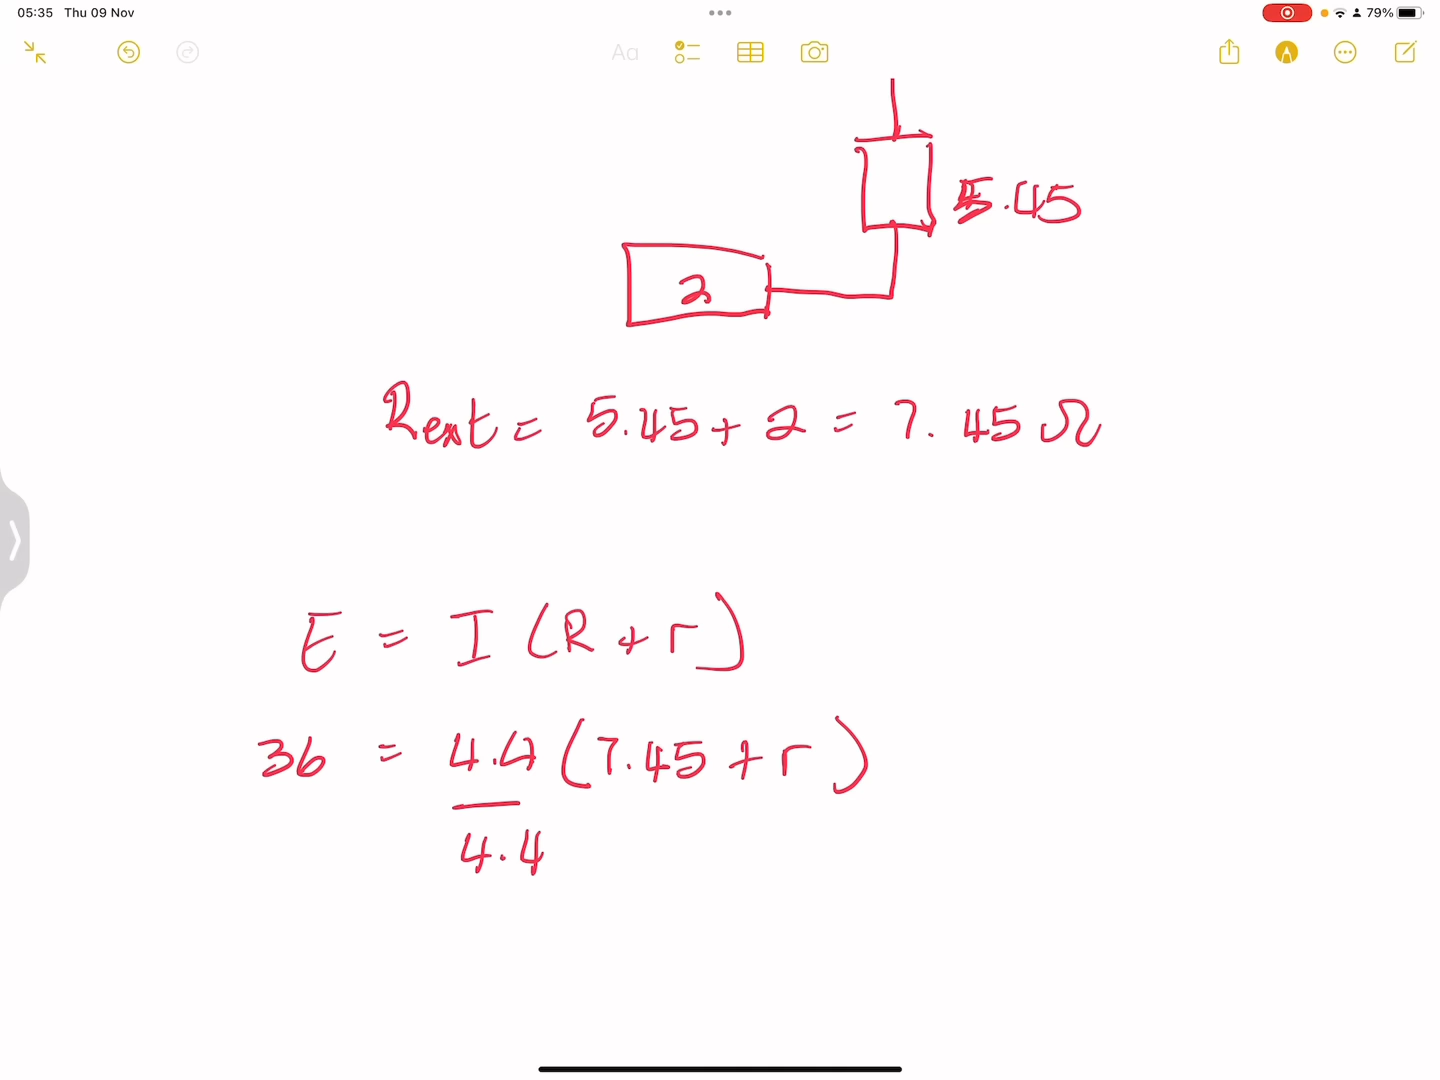 05:35 Thu 09 Nov
79%
Aa
5.45
2
Rext = 5.45 + 2 = 7.45 Ω
E = I (R + r)
36 = 4.4 (7.45 + r)
4.4